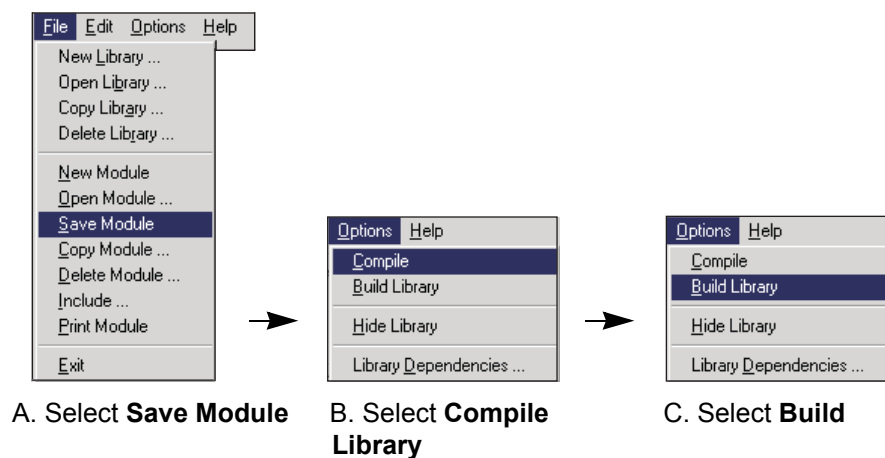 File Edit Options Help
New Library ...
Open Library ...
Copy Library ...
Delete Library ...
New Module
Open Module ...
Save Module
Copy Module ...
Delete Module ...
Include ...
Print Module
Exit
A. Select Save Module
Options Help
Compile
Build Library
Hide Library
Library Dependencies ...
B. Select Compile
Library
Options Help
Compile
Build Library
Hide Library
Library Dependencies ...
C. Select Build